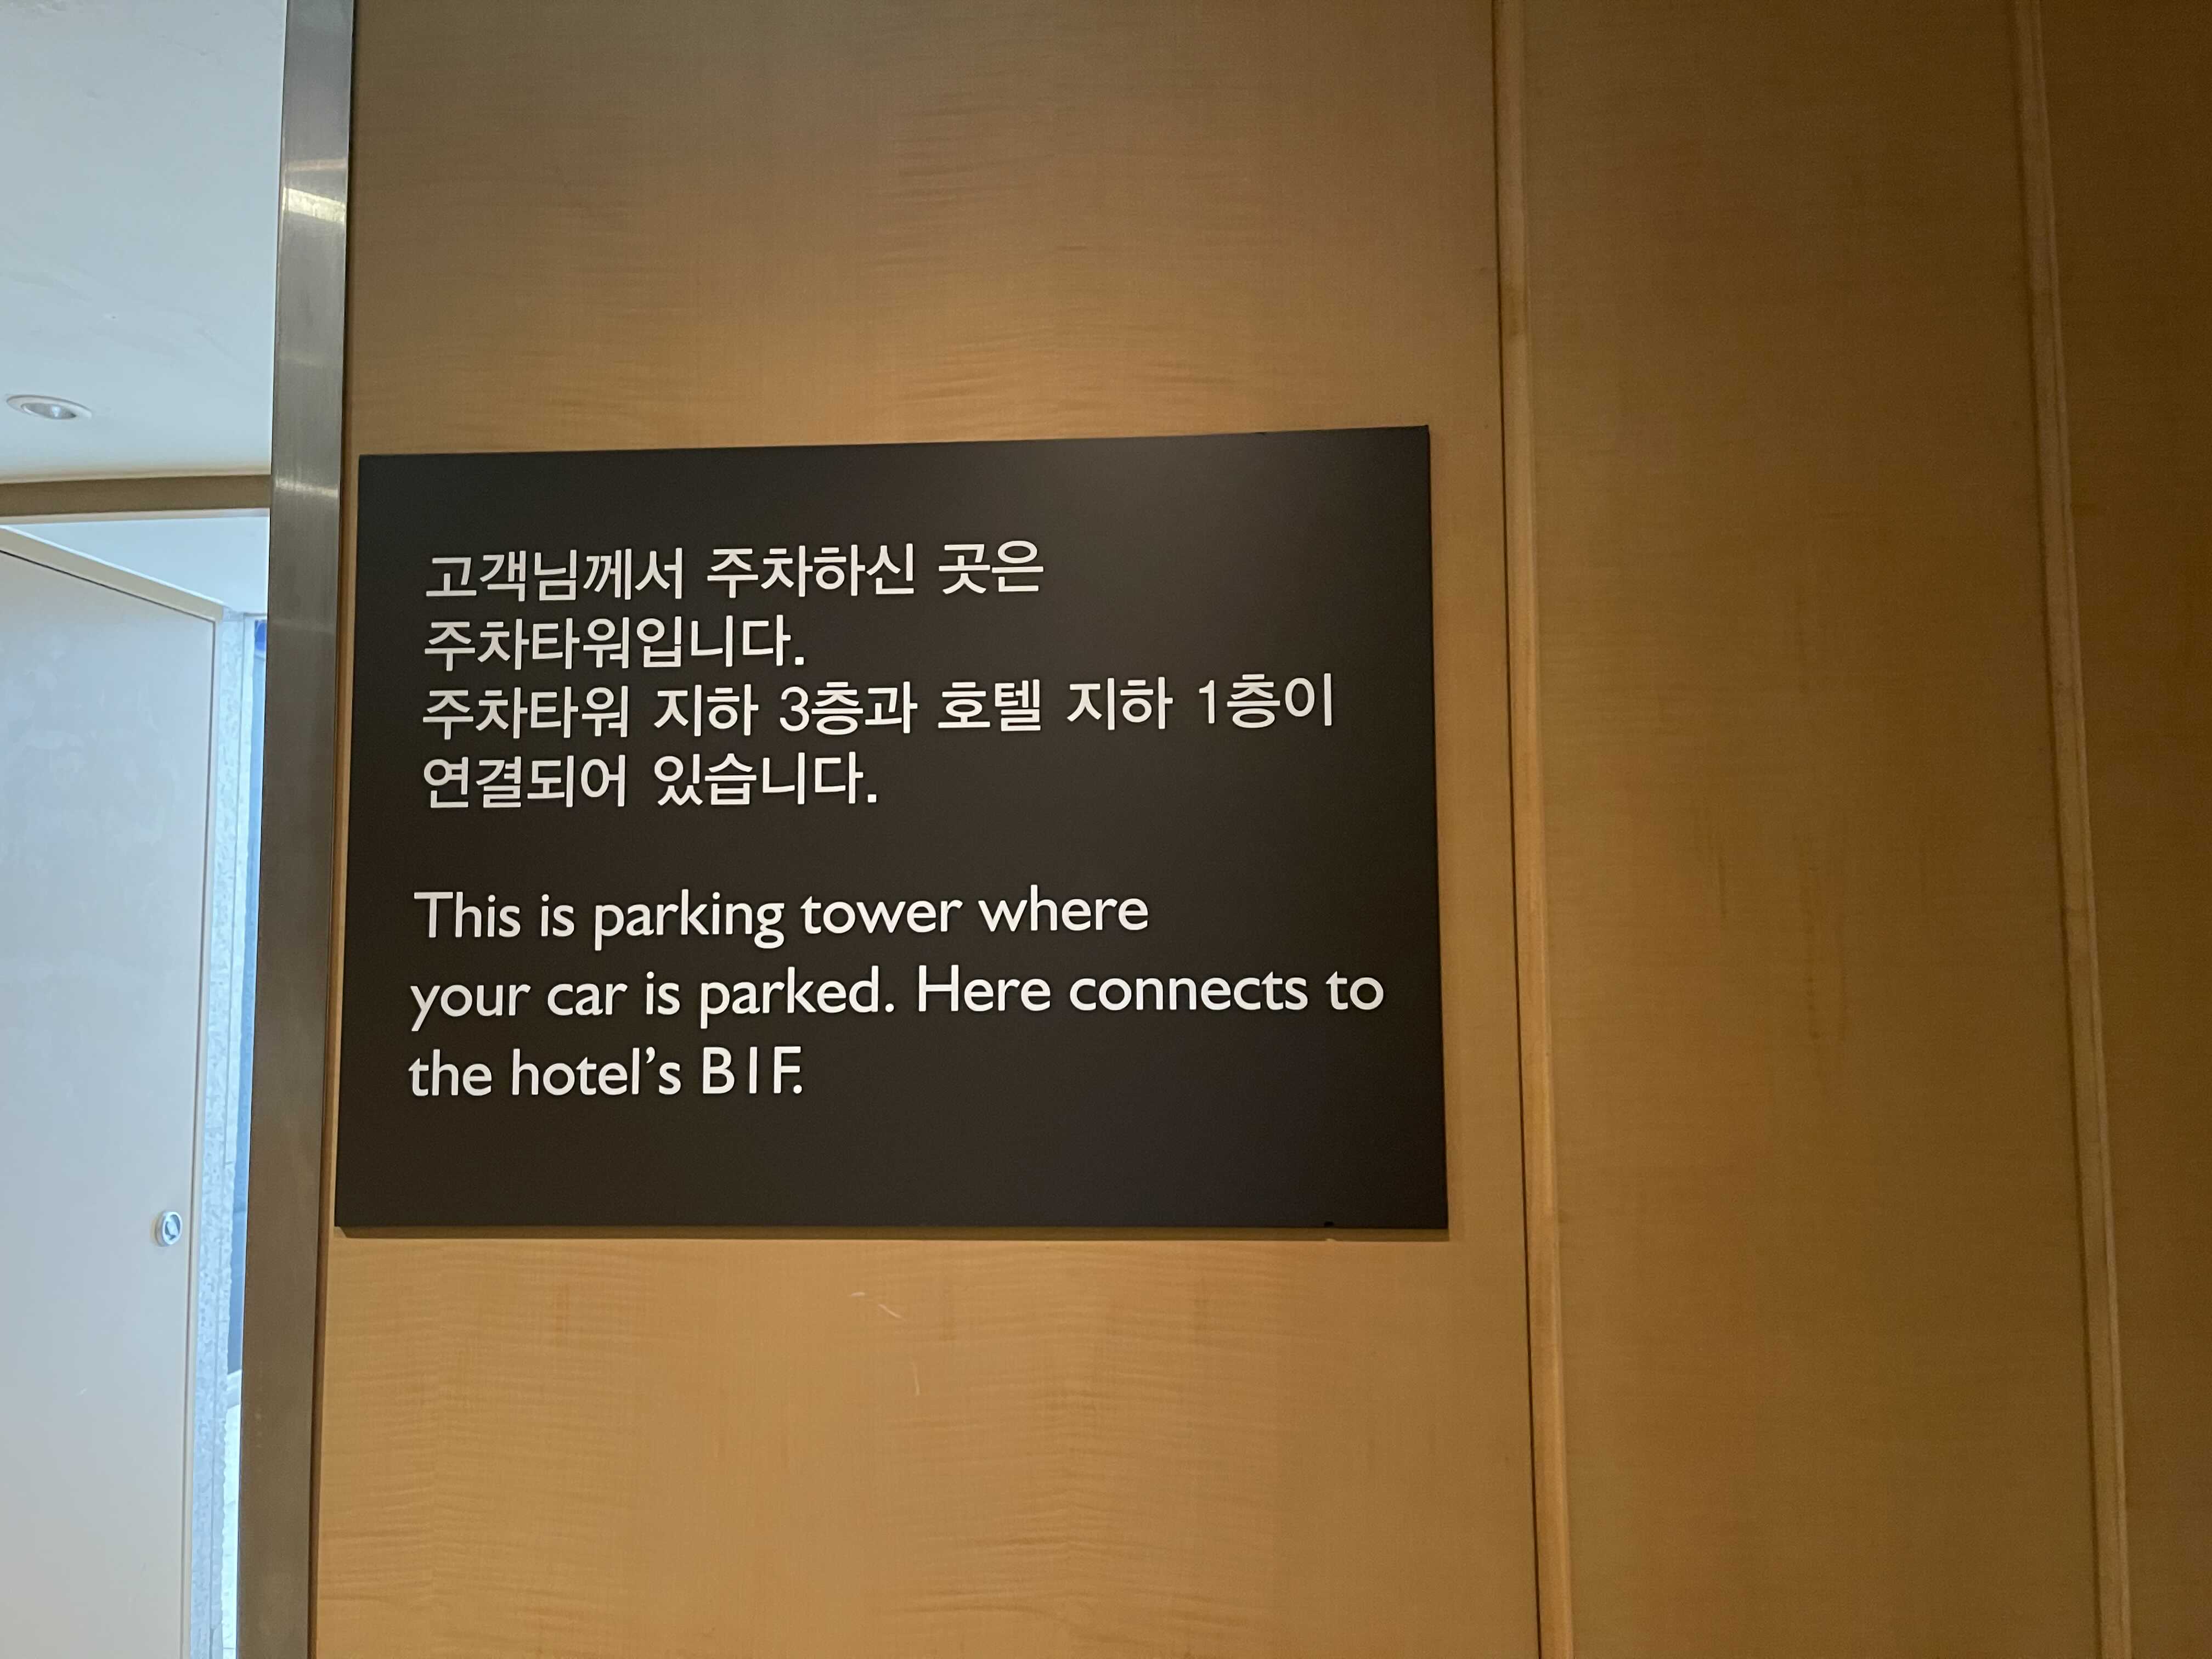 고객님께서 주차하신 곳은
주차타워입니다.
주차타워 지하 3층과 호텔 지하 1층이
연결되어 있습니다.
This is parking tower where
your car is parked. Here connects to
the hotel’s B1F.